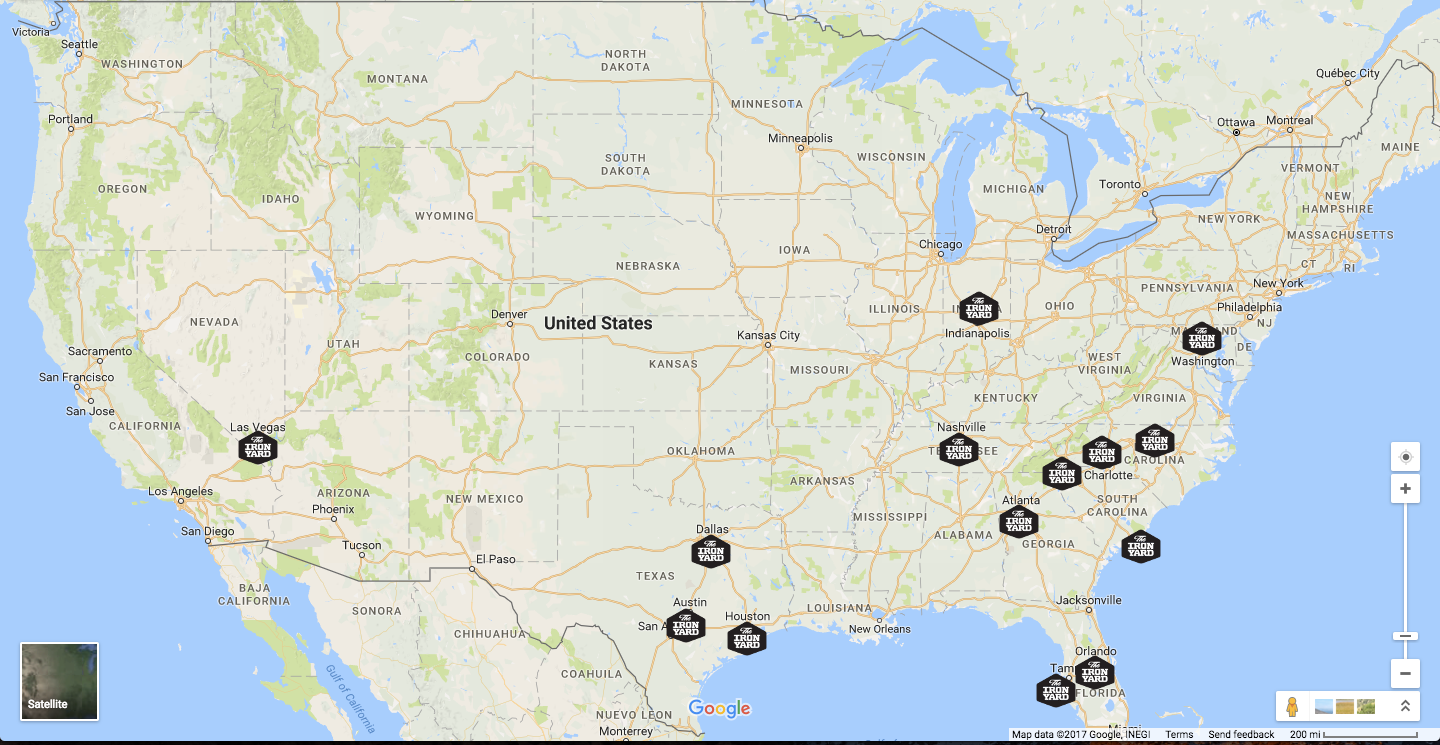 Victoria
Seattle
WASHINGTON
Portland
OREGON
IDAHO
MONTANA
NORTH
DAKOTA
SOUTH
DAKOTA
WYOMING
MINNESOTA
Minneapolis
WISCONSIN
MICHIGAN
Québec City
Ottawa
Montreal
MAINE
VERMONT
Toronto
NEW
HAMPSHIRE
NEW YORK
MASSACHUSETTS
CT
RI
Detroit
Chicago
IOWA
NEBRASKA
NEVADA
UTAH
Denver
COLORADO
United States
KANSAS
Kansas City
MISSOURI
ILLINOIS
The
IRON
YARD
Indianapolis
OHIO
PENNSYLVANIA
New York
Philadelphia
NJ
The
IRON
YARD
DE
Washington
WEST
VIRGINIA
VIRGINIA
KENTUCKY
Sacramento
San Francisco
San Jose
CALIFORNIA
Las Vegas
The
IRON
YARD
Los Angeles
San Diego
ARIZONA
Phoenix
Tucson
NEW MEXICO
El Paso
OKLAHOMA
ARKANSAS
Nashville
The
IRON
YARD
The
IRON
YARD
The
IRON
YARD
Charlotte
The
IRON
YARD
CAROLINA
SOUTH
CAROLINA
Atlanta
The
IRON
YARD
GEORGIA
The
IRON
YARD
MISSISSIPPI
ALABAMA
Dallas
The
IRON
YARD
TEXAS
Austin
San A
The
IRON
YARD
Houston
The
IRON
YARD
LOUISIANA
New Orleans
Jacksonville
Orlando
The
IRON
YARD
Tam
The
IRON
YARD
FLORIDA
Miami
BAJA
CALIFORNIA
SONORA
CHIHUAHUA
COAHUILA
NUEVO LEON
Monterrey
Gulf of California
Satellite
Google
Map data ©2017 Google, INEGI
Terms
Send feedback
200 mi